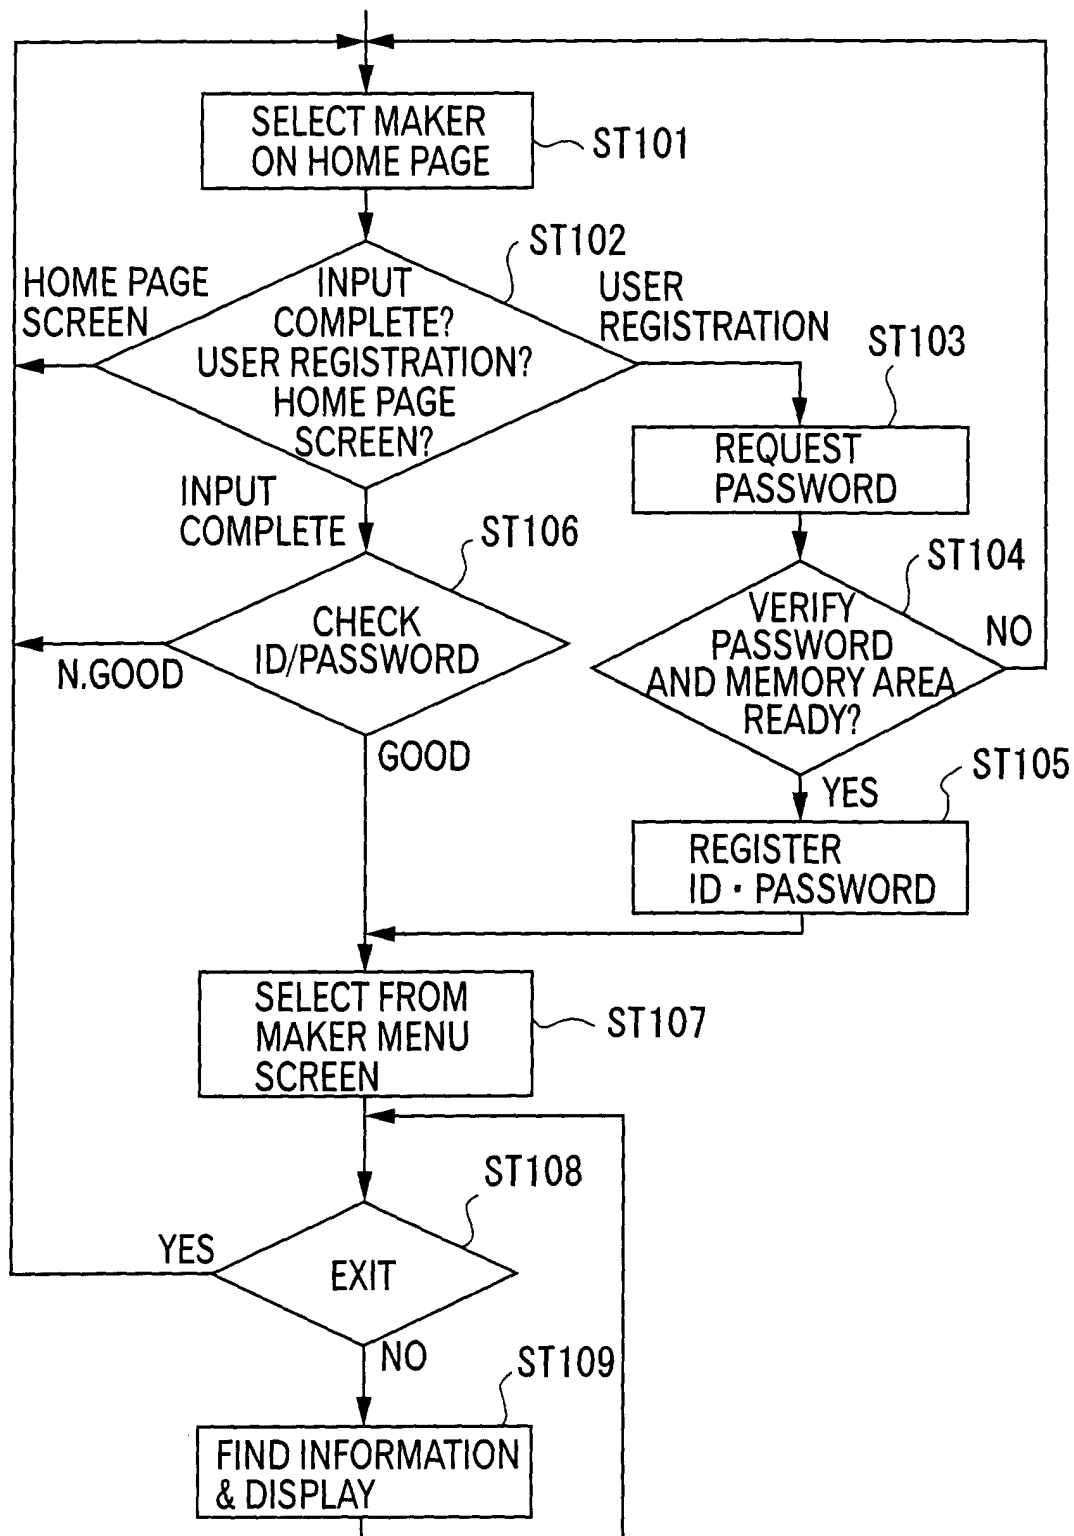 SELECT MAKER
ON HOME PAGE
ST101
ST102
HOME PAGE
SCREEN
INPUT
COMPLETE?
USER REGISTRATION?
HOME PAGE
SCREEN?
USER
REGISTRATION
ST103
REQUEST
PASSWORD
INPUT
COMPLETE
ST106
CHECK
ID/PASSWORD
N.GOOD
GOOD
ST104
VERIFY
PASSWORD
AND MEMORY AREA
READY?
NO
YES
ST105
REGISTER
ID・PASSWORD
SELECT FROM
MAKER MENU
SCREEN
ST107
ST108
YES
EXIT
NO
ST109
FIND INFORMATION
& DISPLAY